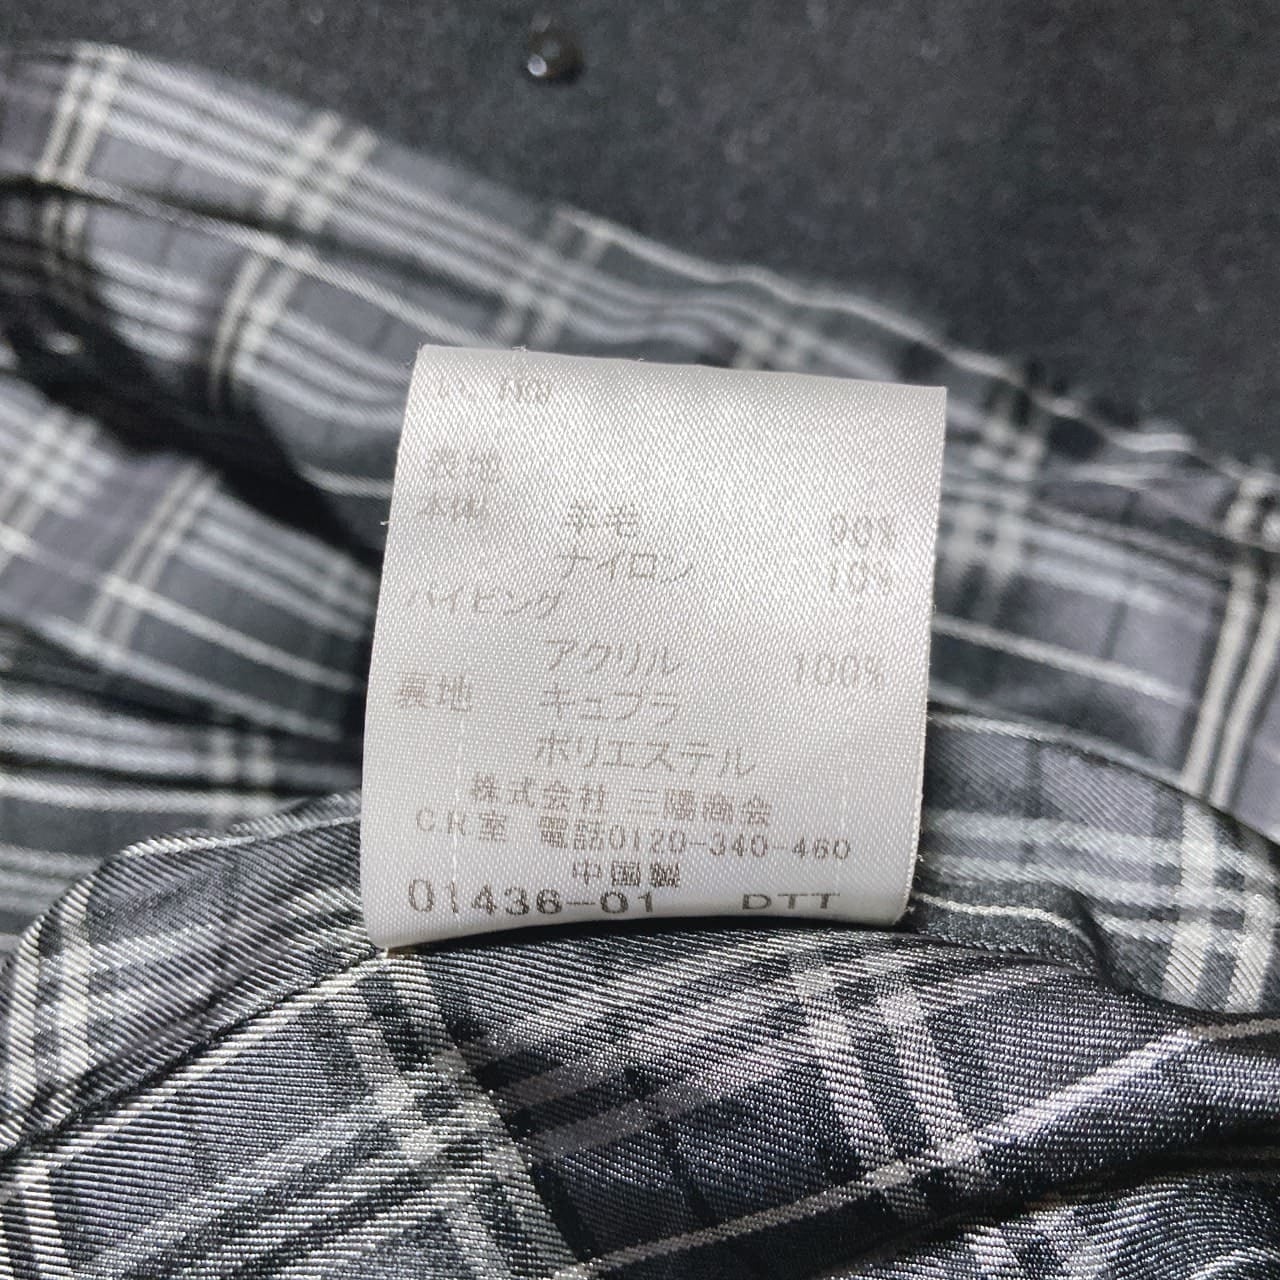 表地
本体 羊毛 90%
ナイロン 10%
パイピング
アクリル 100%
裏地 キュプラ
ポリエステル
株式会社 三陽商会
CR室 電話0120-340-460
中国製
01436-01 DTT